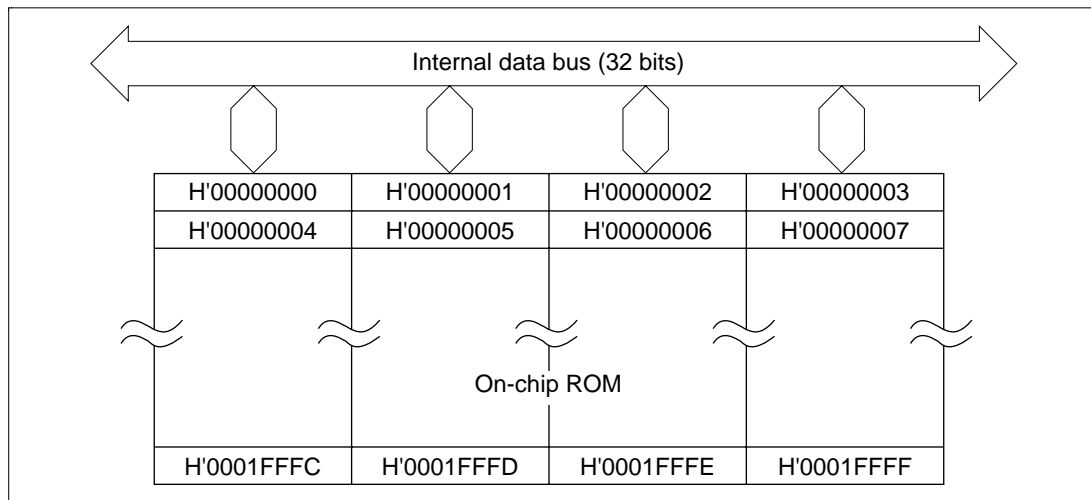 Internal data bus (32 bits)
H'00000000 H'00000001 H'00000002 H'00000003
H'00000004 H'00000005 H'00000006 H'00000007
On-chip ROM
H'0001FFFC H'0001FFFD H'0001FFFE H'0001FFFF